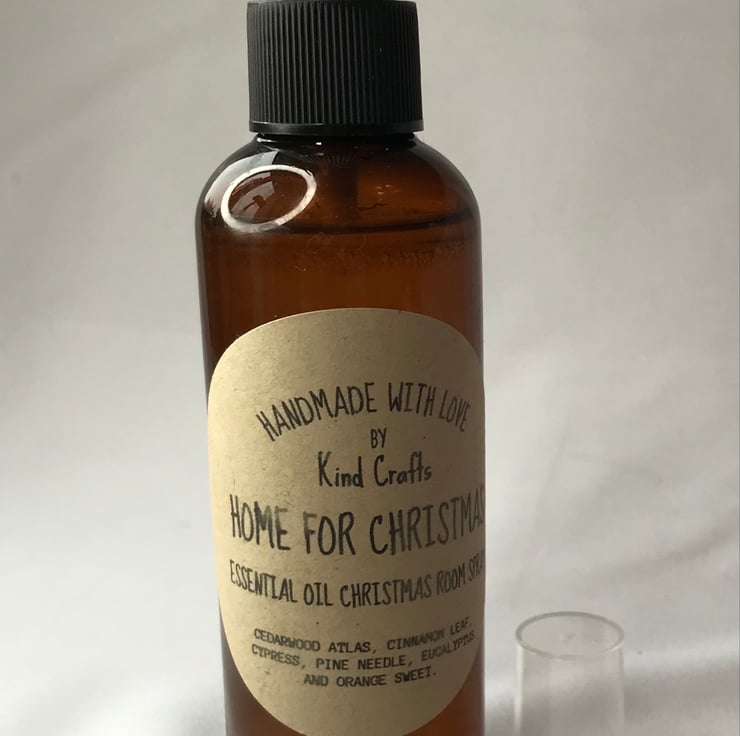 HANDMADE WITH LOVE
BY
Kind Crafts
HOME FOR CHRISTMAS
ESSENTIAL OIL CHRISTMAS ROOM SPRAY
CEDARWOOD ATLAS, CINNAMON LEAF,
CYPRESS, PINE NEEDLE, EUCALYPTUS
AND ORANGE SWEET.